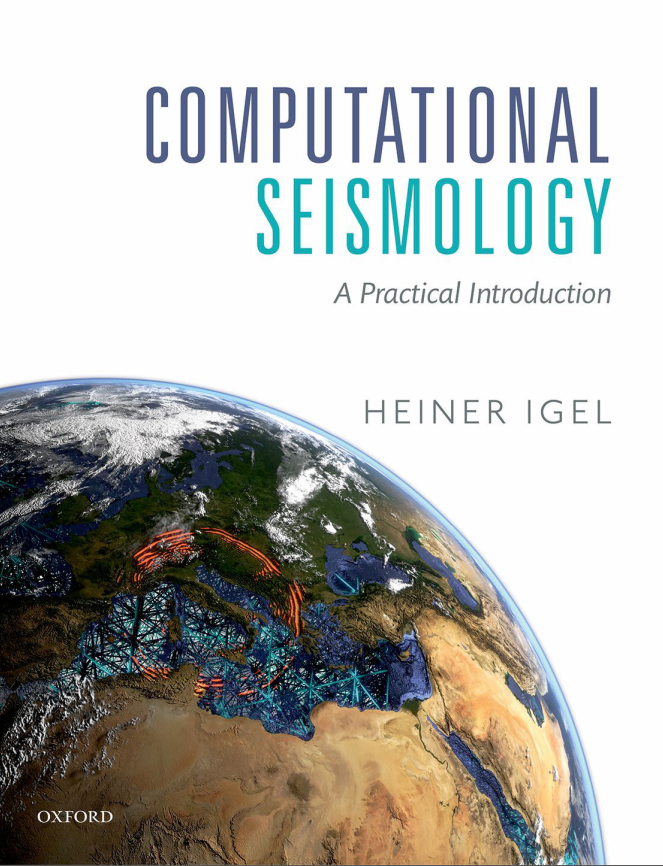 COMPUTATIONAL
SEISMOLOGY
A Practical Introduction
HEINER IGEL
OXFORD